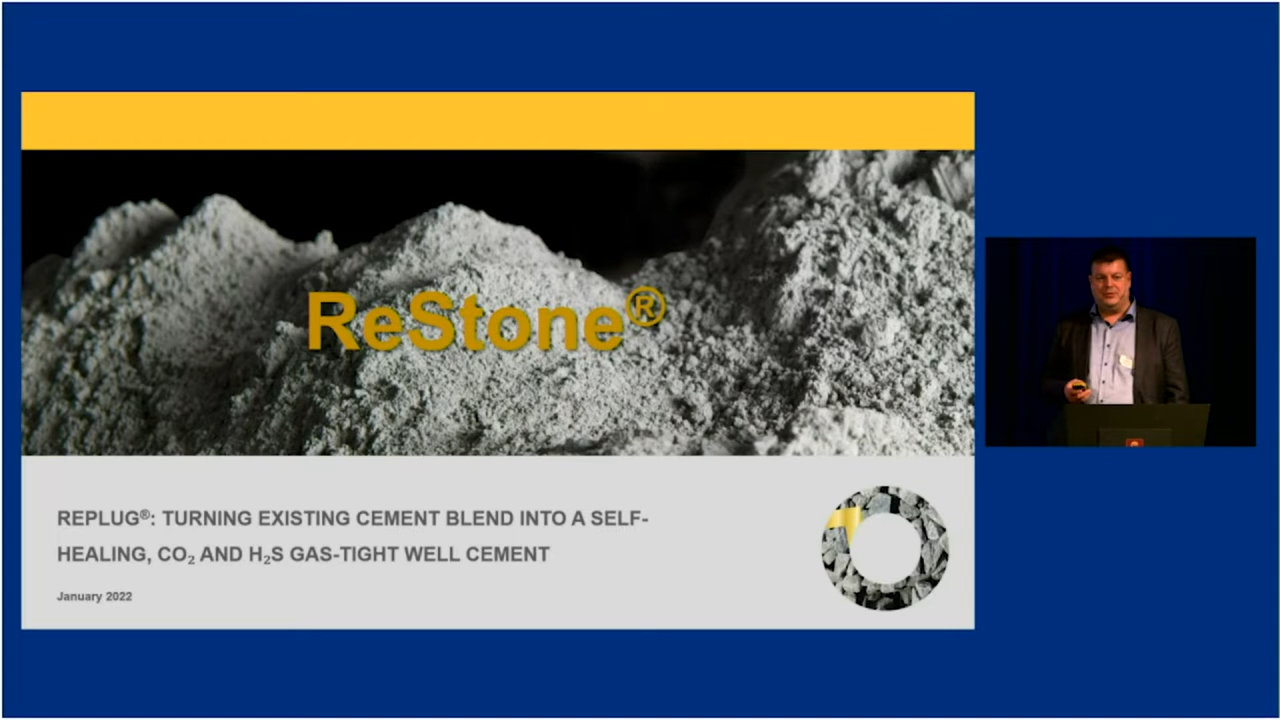 ReStone®
REPLUG®: TURNING EXISTING CEMENT BLEND INTO A SELF-
HEALING, CO₂ AND H₂S GAS-TIGHT WELL CEMENT
January 2022